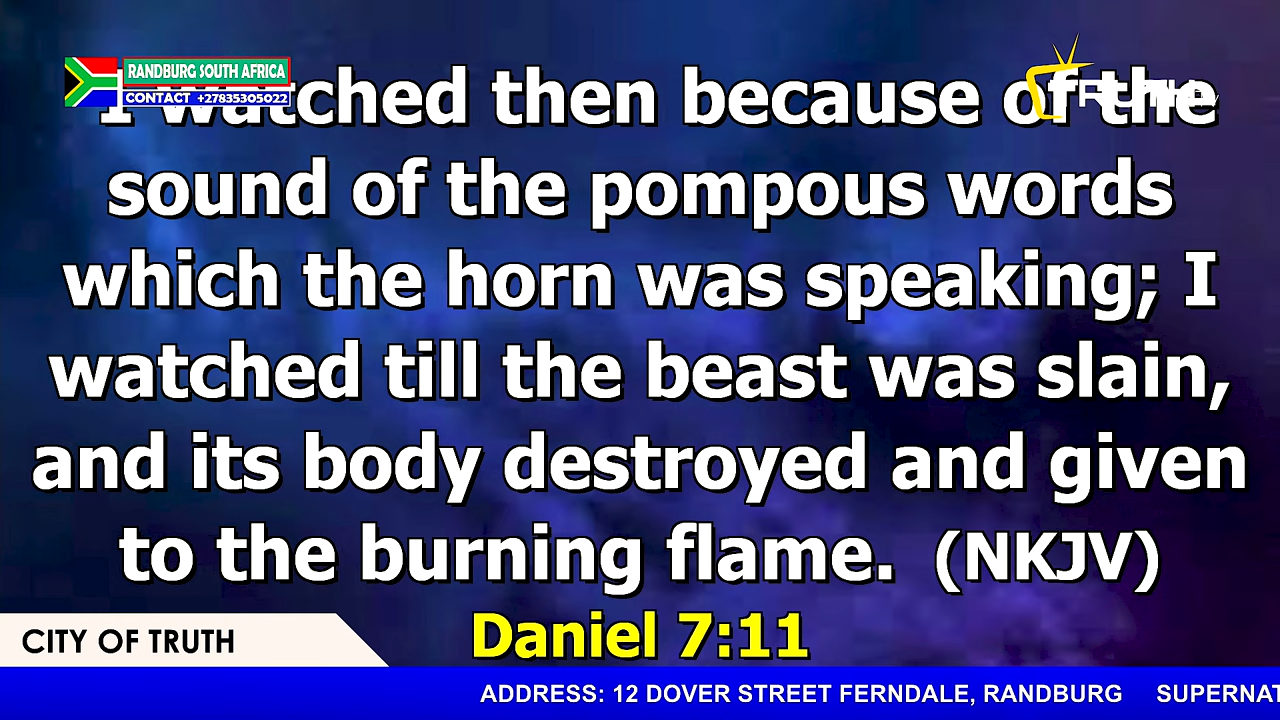 RANDBURG SOUTH AFRICA
CONTACT +27835305022
I watched then because of the
sound of the pompous words
which the horn was speaking; I
watched till the beast was slain,
and its body destroyed and given
to the burning flame. (NKJV)
Daniel 7:11
CITY OF TRUTH
ADDRESS: 12 DOVER STREET FERNDALE, RANDBURG SUPERNAT